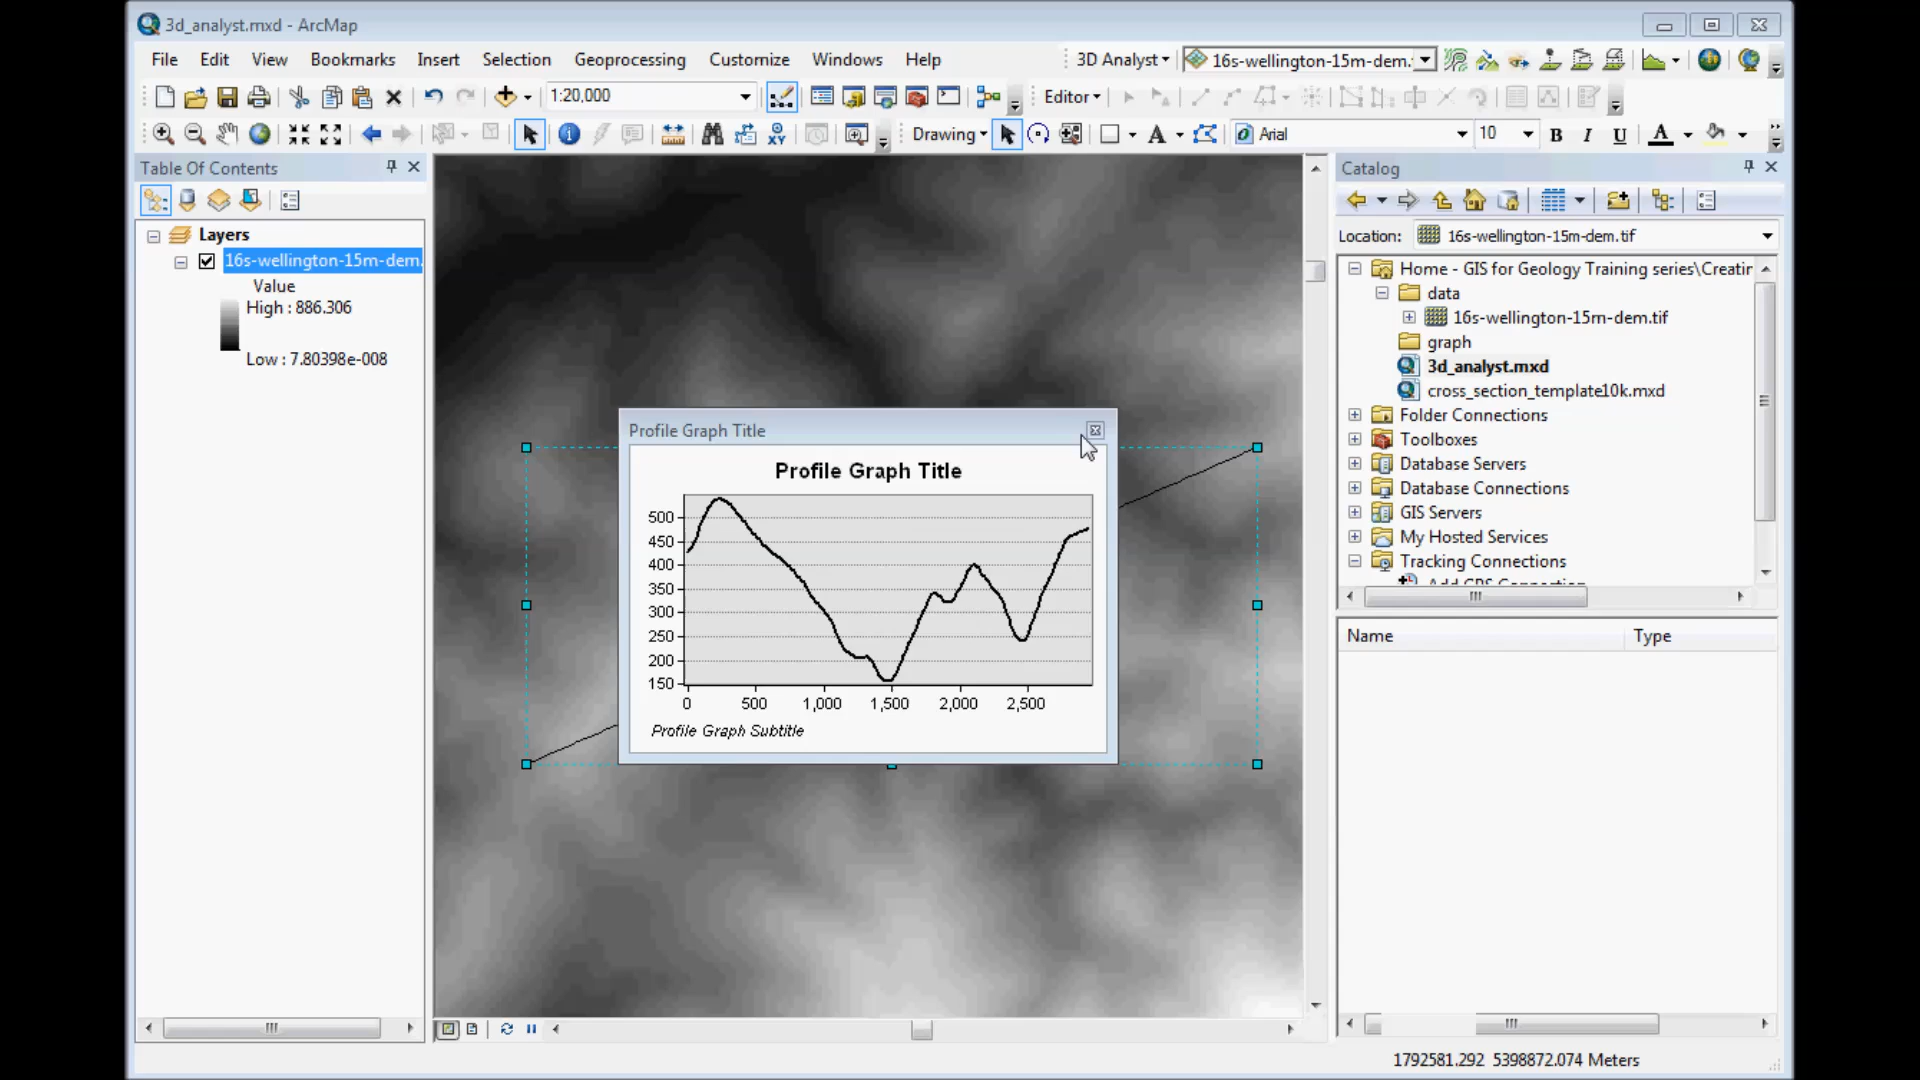 3d_analyst.mxd - ArcMap
File Edit View Bookmarks Insert Selection Geoprocessing Customize Windows Help 3D Analyst 16s-wellington-15m-dem.
1:20,000 Editor
Drawing Arial 10 B I U A
Table Of Contents
Layers
16s-wellington-15m-dem.
Value
High : 886.306
Low : 7.80398e-008
Profile Graph Title
Profile Graph Title
500
450
400
350
300
250
200
150
0 500 1,000 1,500 2,000 2,500
Profile Graph Subtitle
Catalog
Location: 16s-wellington-15m-dem.tif
Home - GIS for Geology Training series\Creatir
data
16s-wellington-15m-dem.tif
graph
3d_analyst.mxd
cross_section_template10k.mxd
Folder Connections
Toolboxes
Database Servers
Database Connections
GIS Servers
My Hosted Services
Tracking Connections
Add GPS Connection
Name Type
1792581.292 5398872.074 Meters